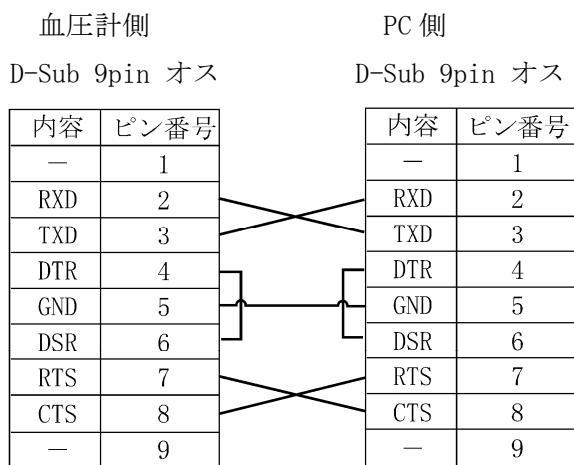 血圧計側 PC側
D-Sub 9pin オス D-Sub 9pin オス
内容 ピン番号 内容 ピン番号
― 1 ― 1
RXD 2 RXD 2
TXD 3 TXD 3
DTR 4 DTR 4
GND 5 GND 5
DSR 6 DSR 6
RTS 7 RTS 7
CTS 8 CTS 8
― 9 ― 9